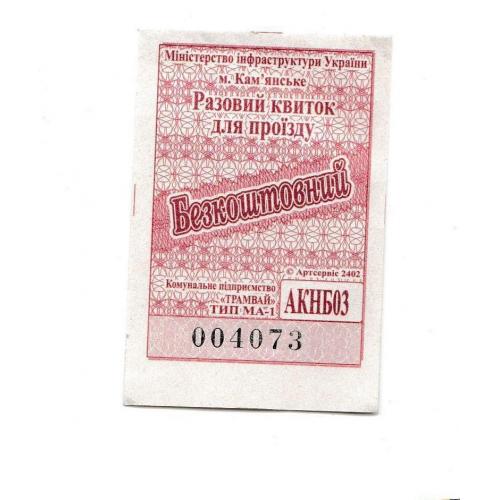 Міністерство інфраструктури України
м. Кам'янське
Разовий квиток
для проїзду
Безкоштовний
© Артсервіс 2402
Комунальне підприємство
«ТРАМВАЙ»
ТИП МА-1
АКНБ03
004073